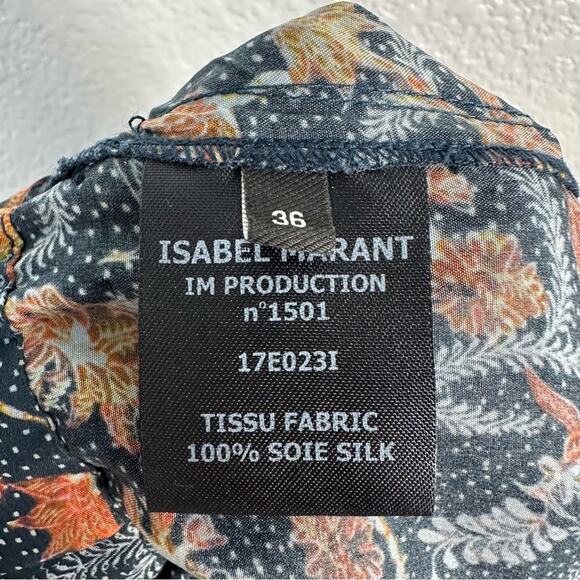 36
ISABEL MARANT
IM PRODUCTION
n°1501
17E023I
TISSU FABRIC
100% SOIE SILK